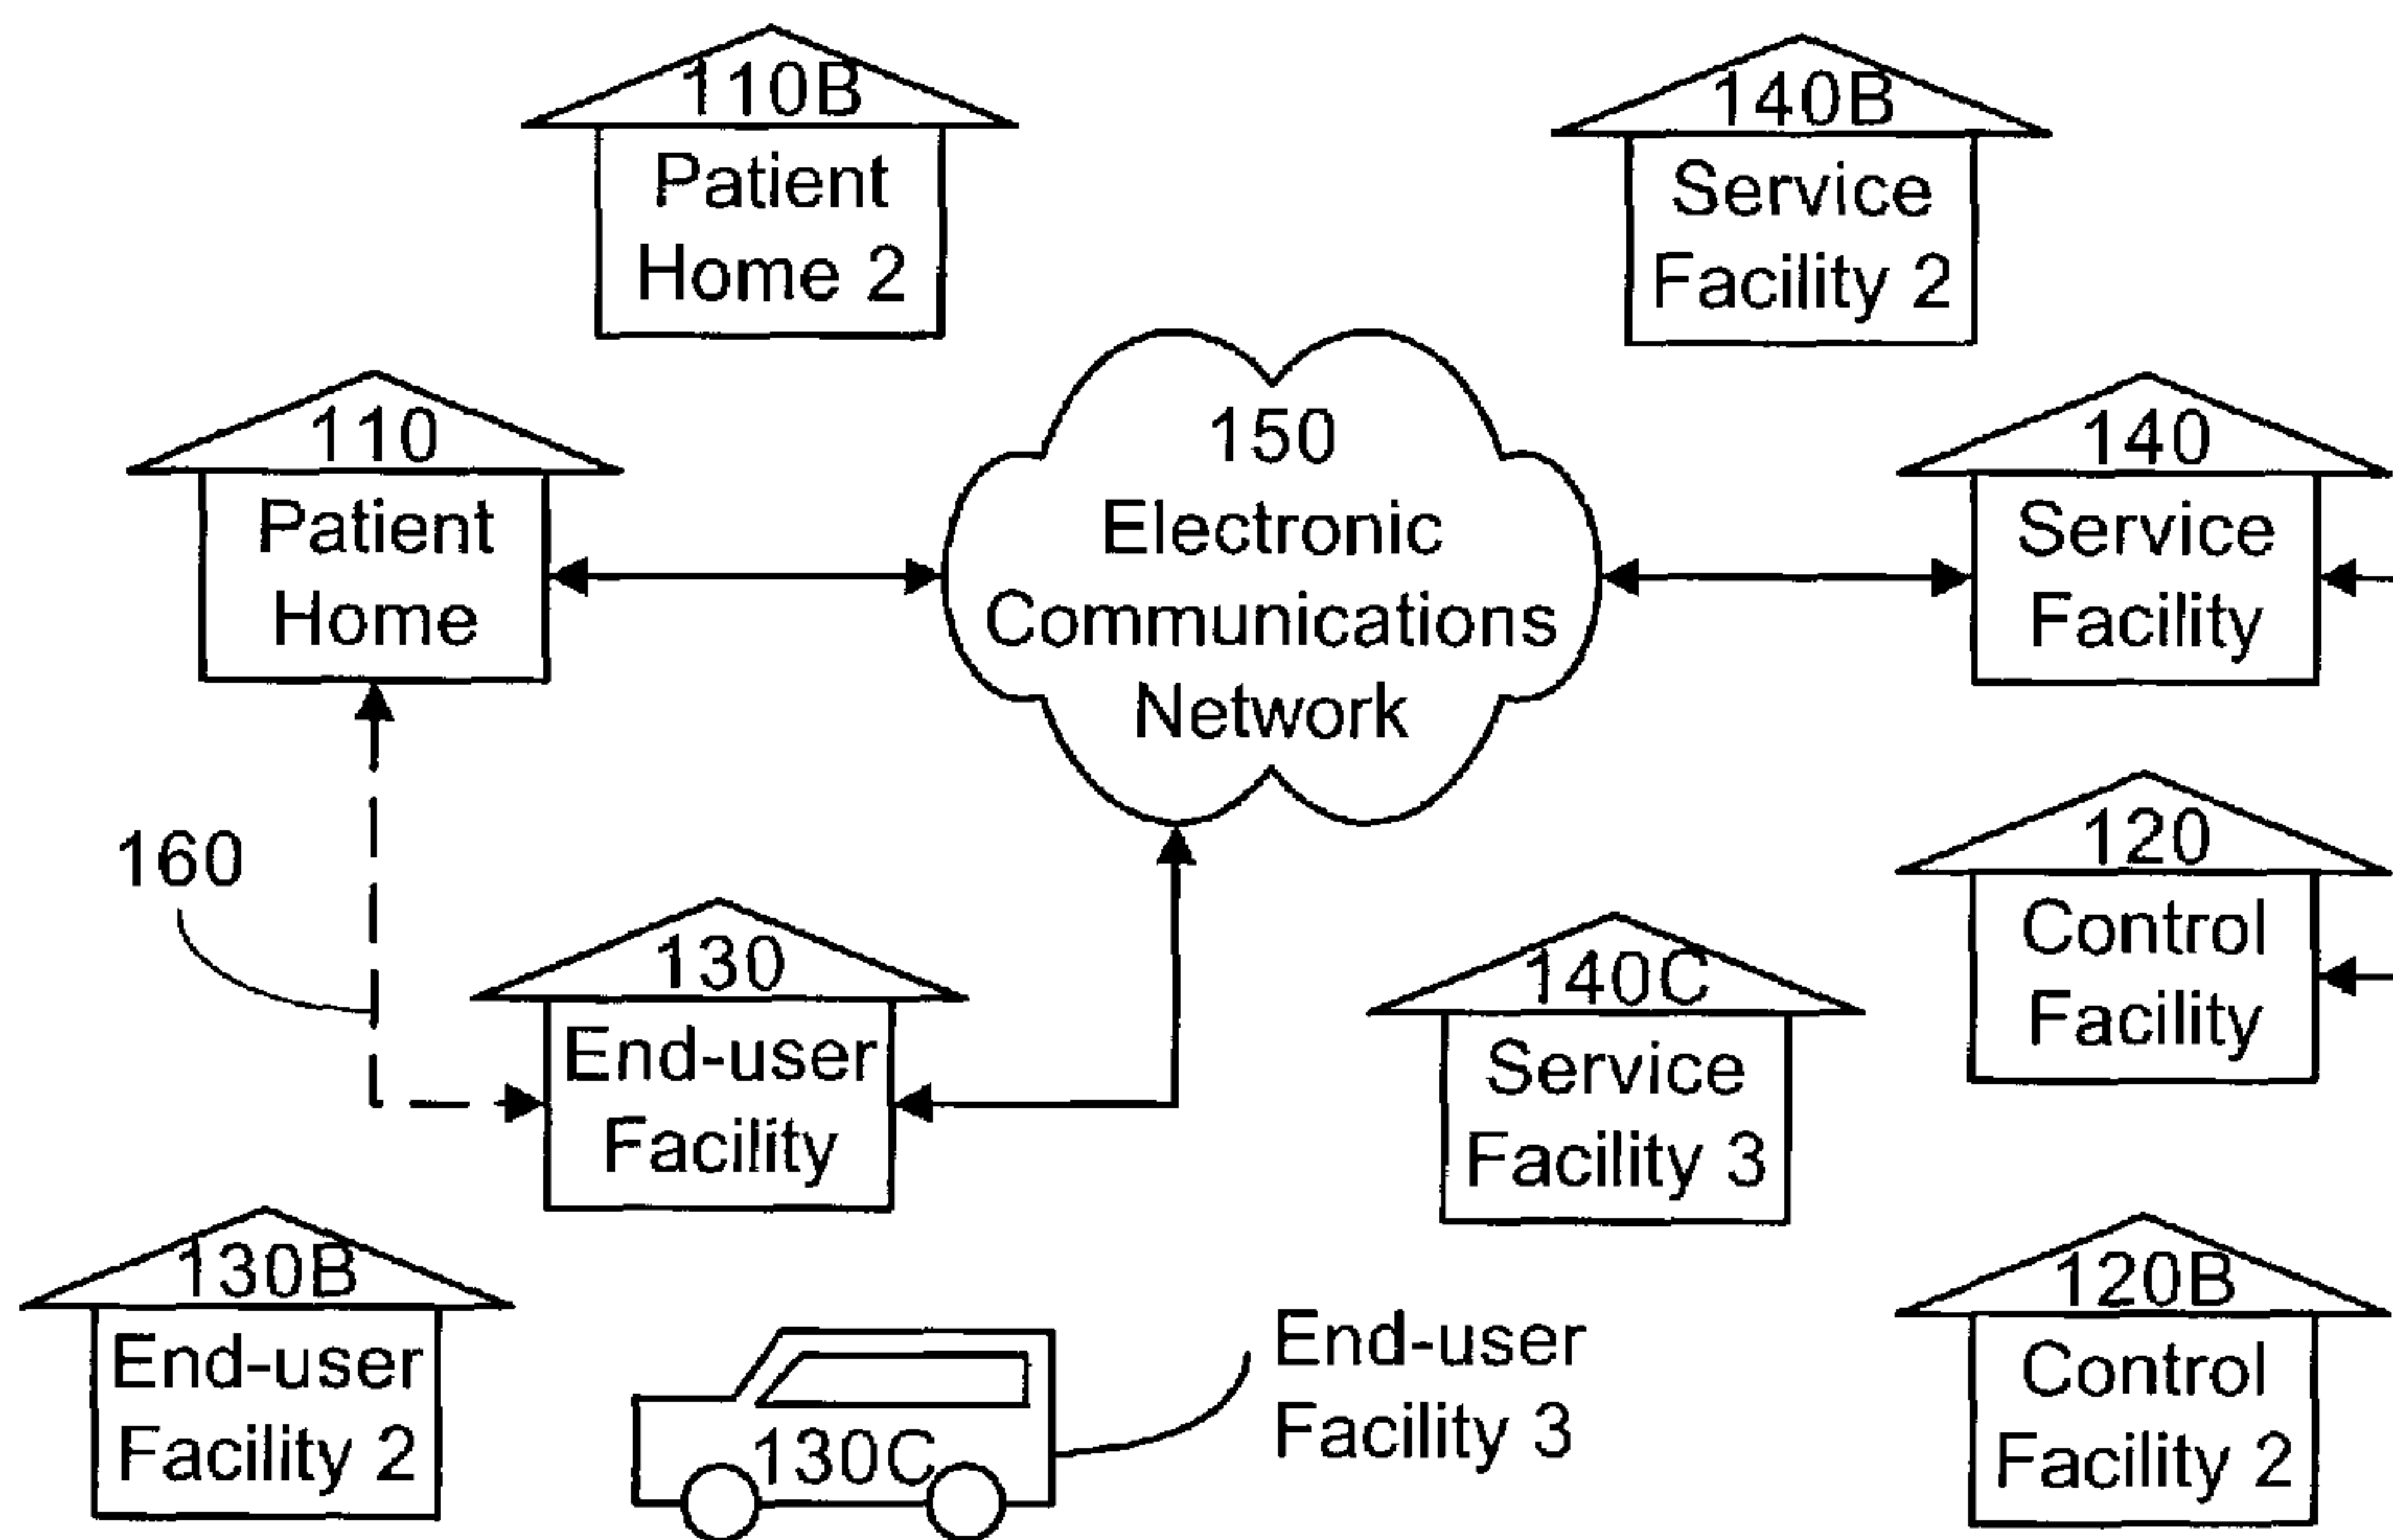 110B
Patient
Home 2
140B
Service
Facility 2
110
Patient
Home
150
Electronic
Communications
Network
140
Service
Facility
160
130
End-user
Facility
140C
Service
Facility 3
120
Control
Facility
130B
End-user
Facility 2
130C
End-user
Facility 3
120B
Control
Facility 2